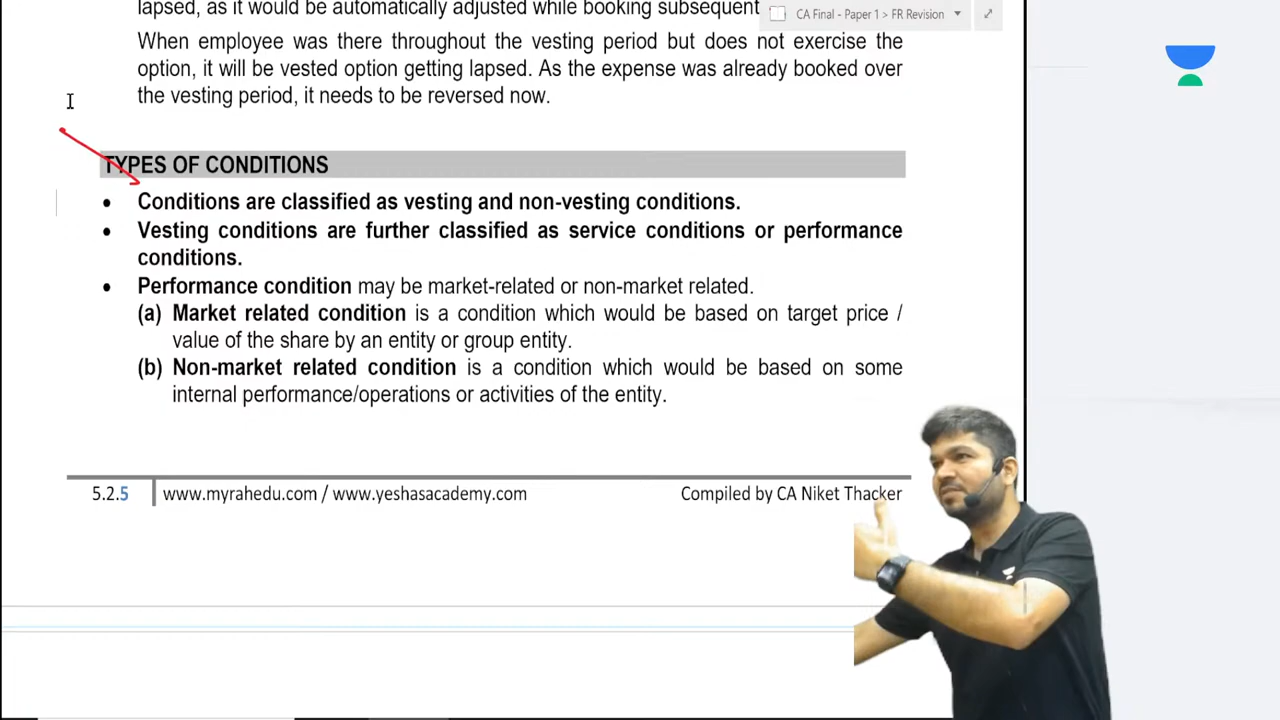 lapsed, as it would be automatically adjusted while booking subsequent
CA Final - Paper 1 > FR Revision
When employee was there throughout the vesting period but does not exercise the
option, it will be vested option getting lapsed. As the expense was already booked over
the vesting period, it needs to be reversed now.
TYPES OF CONDITIONS
• Conditions are classified as vesting and non-vesting conditions.
• Vesting conditions are further classified as service conditions or performance
conditions.
• Performance condition may be market-related or non-market related.
(a) Market related condition is a condition which would be based on target price /
value of the share by an entity or group entity.
(b) Non-market related condition is a condition which would be based on some
internal performance/operations or activities of the entity.
5.2.5 www.myrahedu.com / www.yeshasacademy.com Compiled by CA Niket Thacker